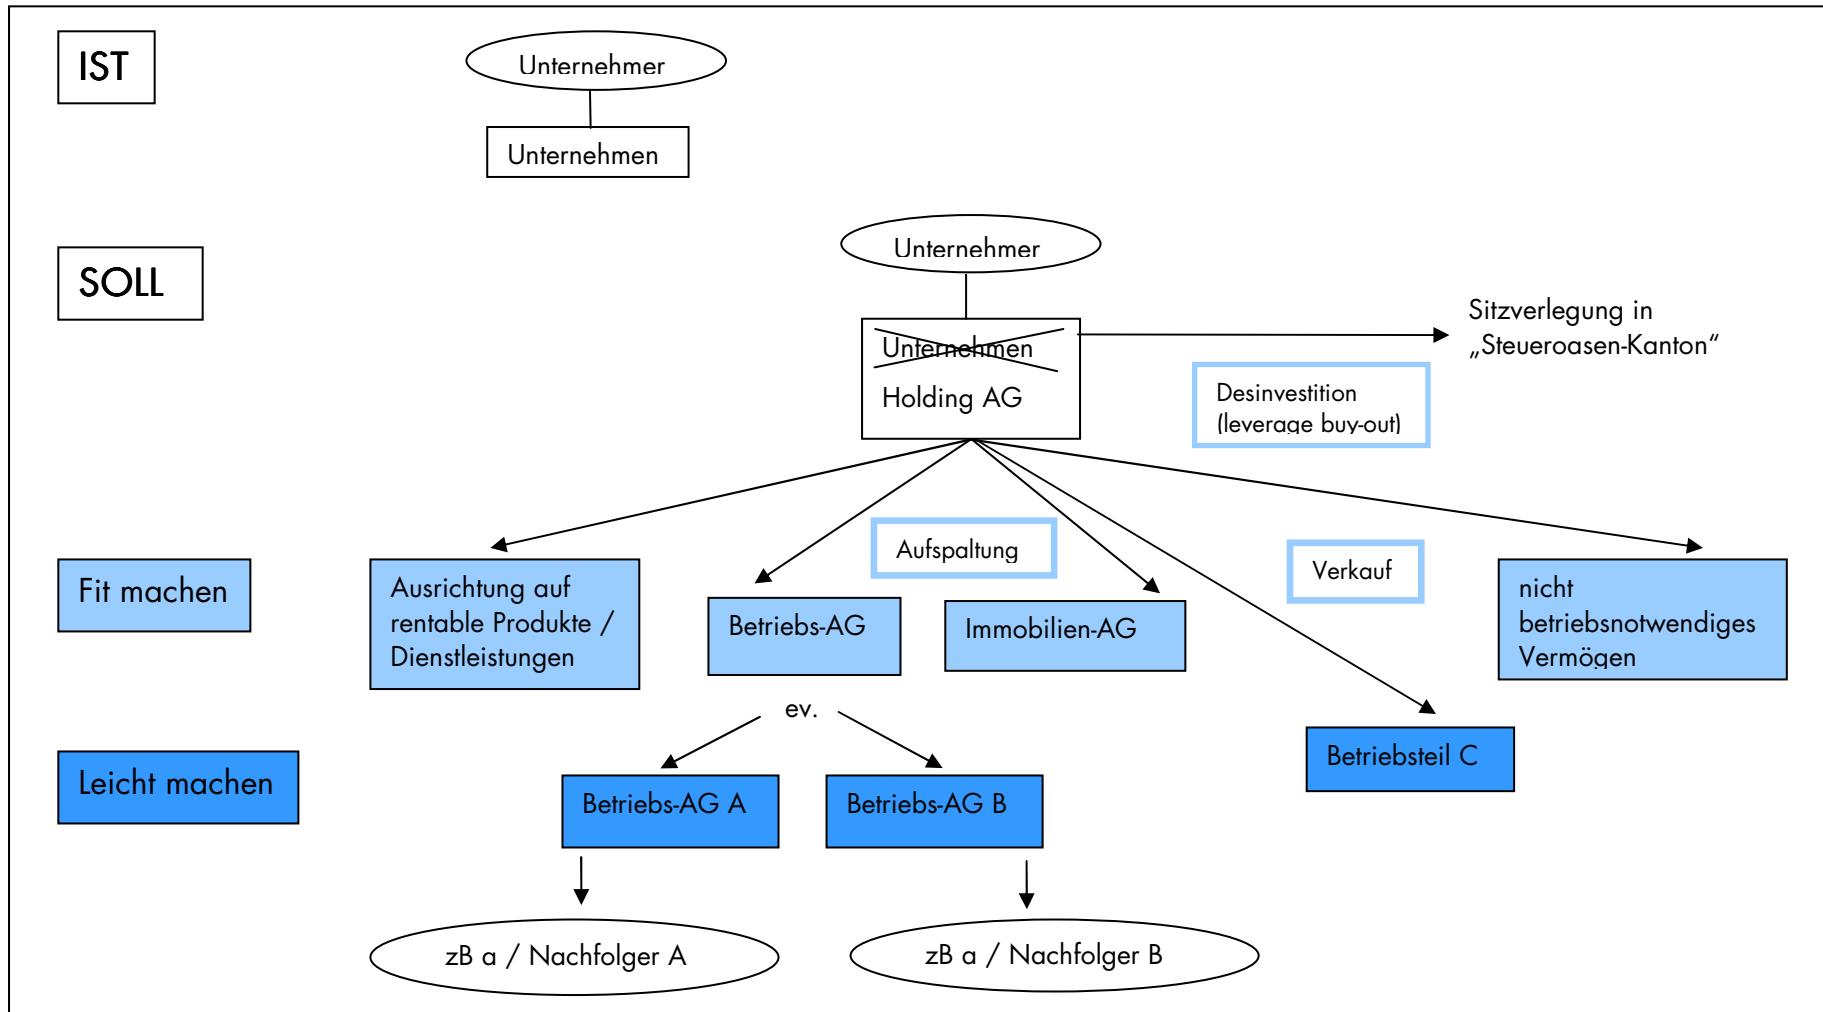 IST
Unternehmer
Unternehmen
SOLL
Unternehmer
Unternehmen
Holding AG
Sitzverlegung in
„Steueroasen-Kanton“
Desinvestition
(leverage buy-out)
Aufspaltung
Verkauf
Fit machen
Ausrichtung auf
rentable Produkte /
Dienstleistungen
Betriebs-AG
Immobilien-AG
nicht
betriebsnotwendiges
Vermögen
ev.
Leicht machen
Betriebs-AG A
Betriebs-AG B
Betriebsteil C
zB a / Nachfolger A
zB a / Nachfolger B